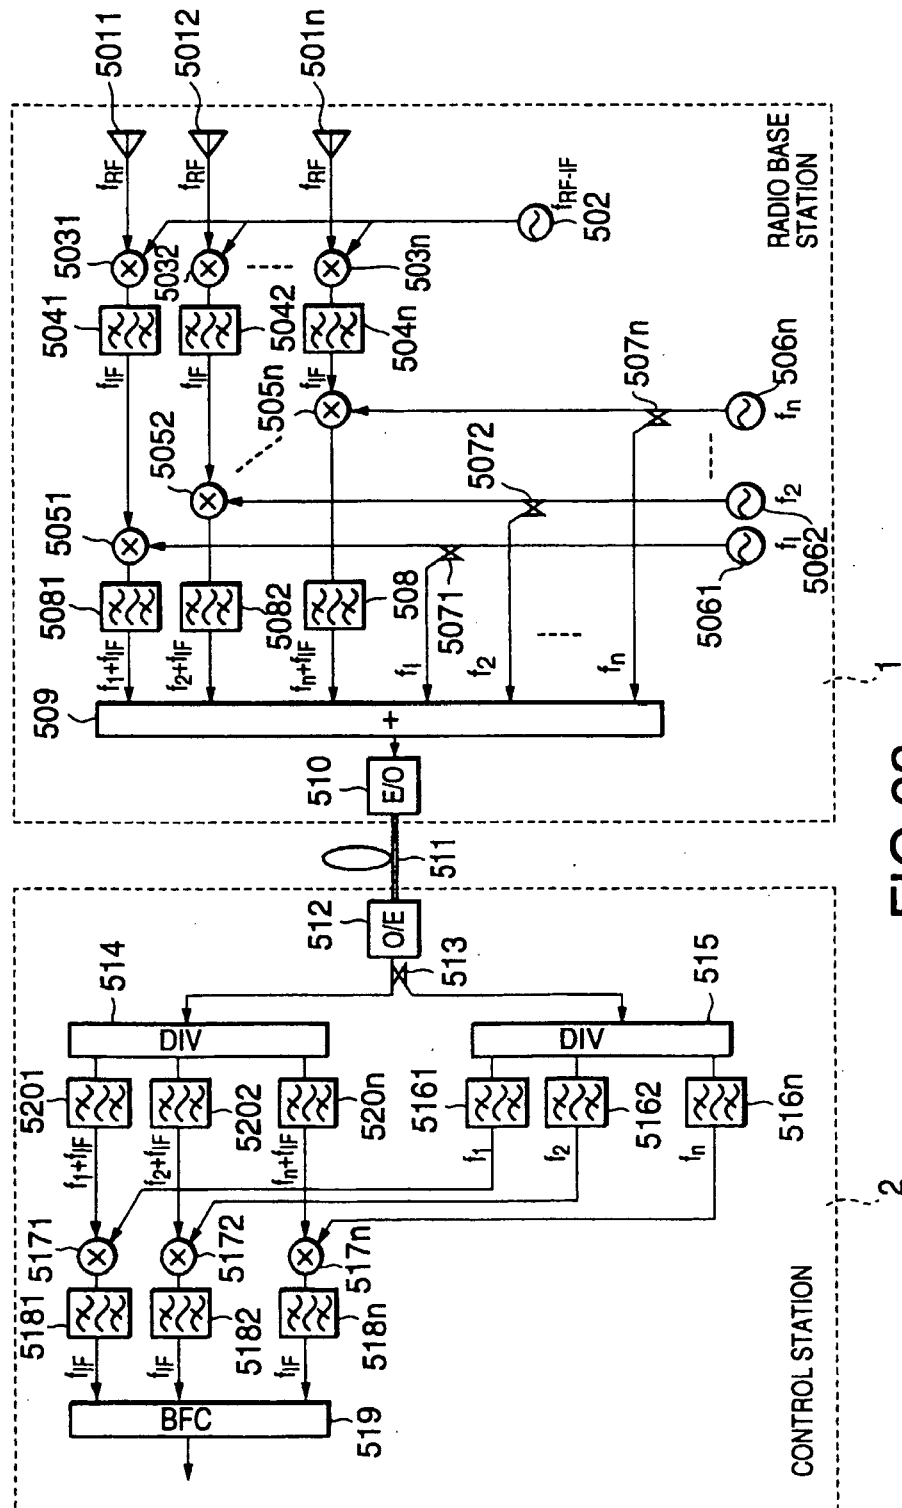 5011
5012
501n
fRF
fRF
fRF
5031
5032
503n
fRF-IF
502
5041
5042
504n
fIF
fIF
fIF
5051
5052
505n
507n
506n
fn
5072
f2
5062
5071
f1
5061
5081
5082
508
f1+fIF
f2+fIF
fn+fIF
f1
f2
fn
509
+
510
E/O
RADIO BASE
STATION
1
511
512
O/E
513
514
DIV
515
DIV
5201
5202
520n
5161
5162
516n
f1+fIF
f2+fIF
fn+fIF
f1
f2
fn
5171
5172
517n
5181
5182
518n
fIF
fIF
fIF
BFC
519
CONTROL STATION
2
FIG